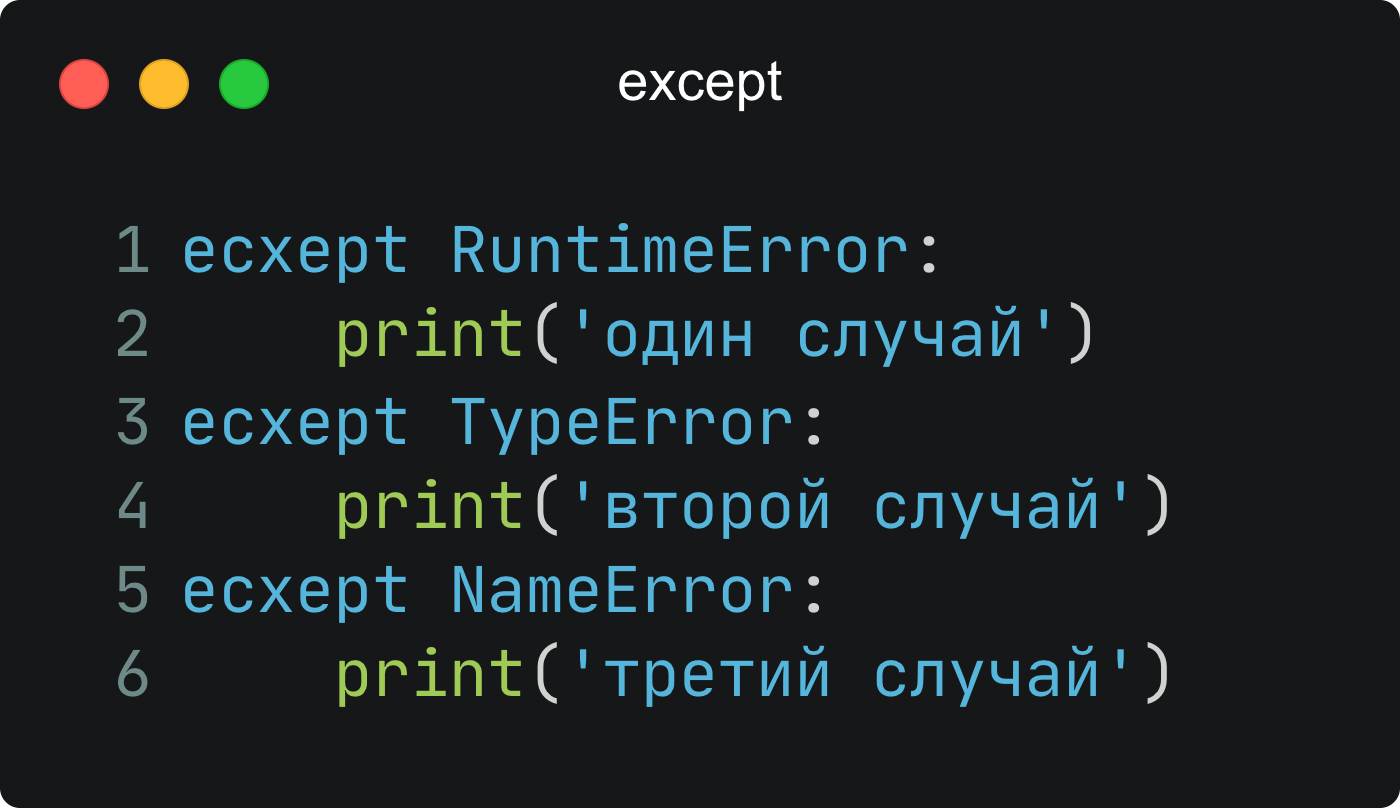 except
1 ecxept RuntimeError:
2     print('один случай')
3 ecxept TypeError:
4     print('второй случай')
5 ecxept NameError:
6     print('третий случай')